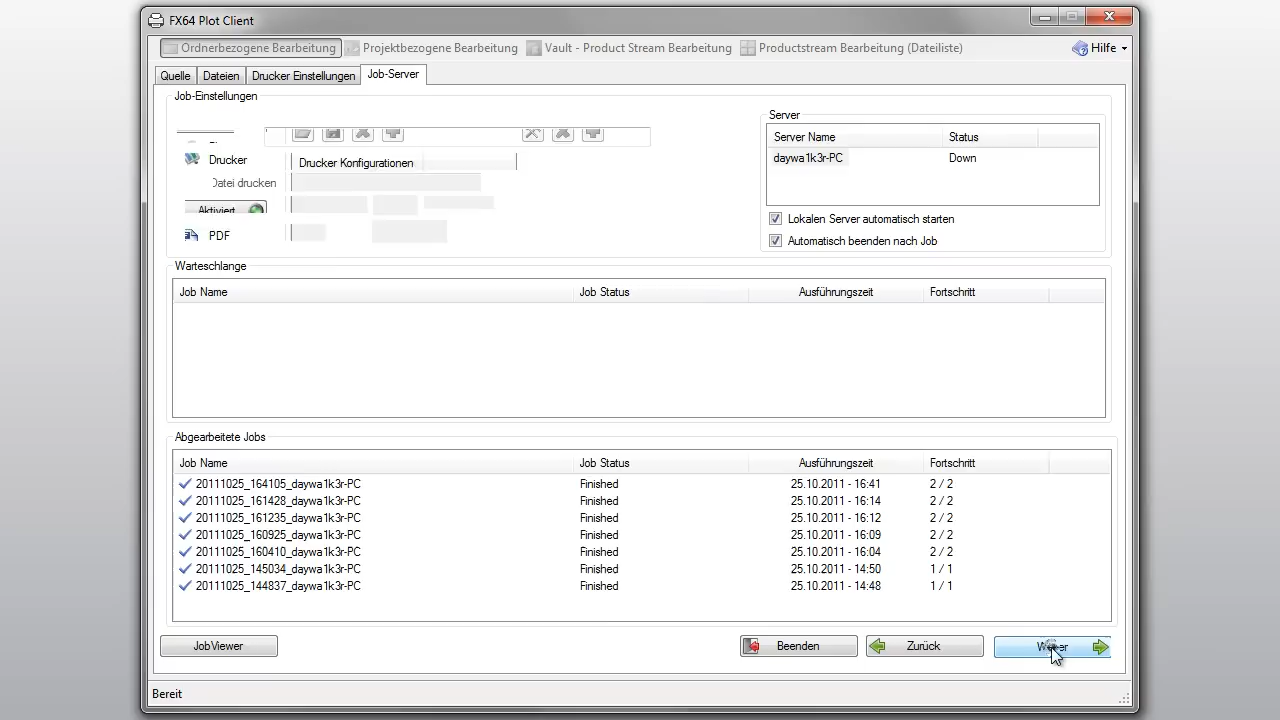 FX64 Plot Client
Ordnerbezogene Bearbeitung Projektbezogene Bearbeitung Vault - Product Stream Bearbeitung Productstream Bearbeitung (Dateiliste) Hilfe
Quelle Dateien Drucker Einstellungen Job-Server
Job-Einstellungen
Drucker Drucker Konfigurationen
Datei drucken
Aktiviert
PDF
Server
Server Name Status
daywa1k3r-PC Down
Lokalen Server automatisch starten
Automatisch beenden nach Job
Warteschlange
Job Name Job Status Ausführungszeit Fortschritt
Abgearbeitete Jobs
Job Name Job Status Ausführungszeit Fortschritt
20111025_164105_daywa1k3r-PC Finished 25.10.2011 - 16:41 2 / 2
20111025_161428_daywa1k3r-PC Finished 25.10.2011 - 16:14 2 / 2
20111025_161235_daywa1k3r-PC Finished 25.10.2011 - 16:12 2 / 2
20111025_160925_daywa1k3r-PC Finished 25.10.2011 - 16:09 2 / 2
20111025_160410_daywa1k3r-PC Finished 25.10.2011 - 16:04 2 / 2
20111025_145034_daywa1k3r-PC Finished 25.10.2011 - 14:50 1 / 1
20111025_144837_daywa1k3r-PC Finished 25.10.2011 - 14:48 1 / 1
JobViewer Beenden Zurück
Bereit